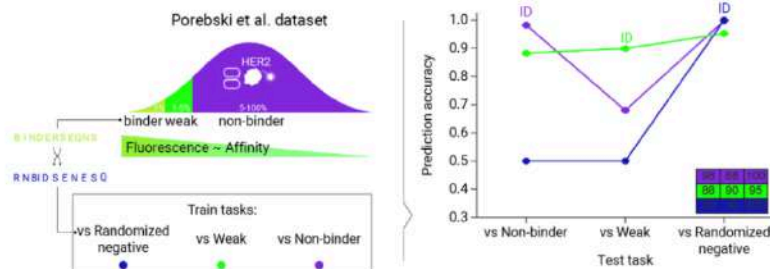 Porebski et al. dataset
HER2
5-100%
binder weak non-binder
Fluorescence ~ Affinity
BINDERSEQNS
RNBIDSENESQ
Train tasks:
vs Randomized negative
vs Weak
vs Non-binder
Prediction accuracy
1.0
0.9
0.8
0.7
0.6
0.5
0.4
0.3
ID
ID
ID
98 68 100
88 90 95
vs Non-binder
vs Weak
vs Randomized negative
Test task